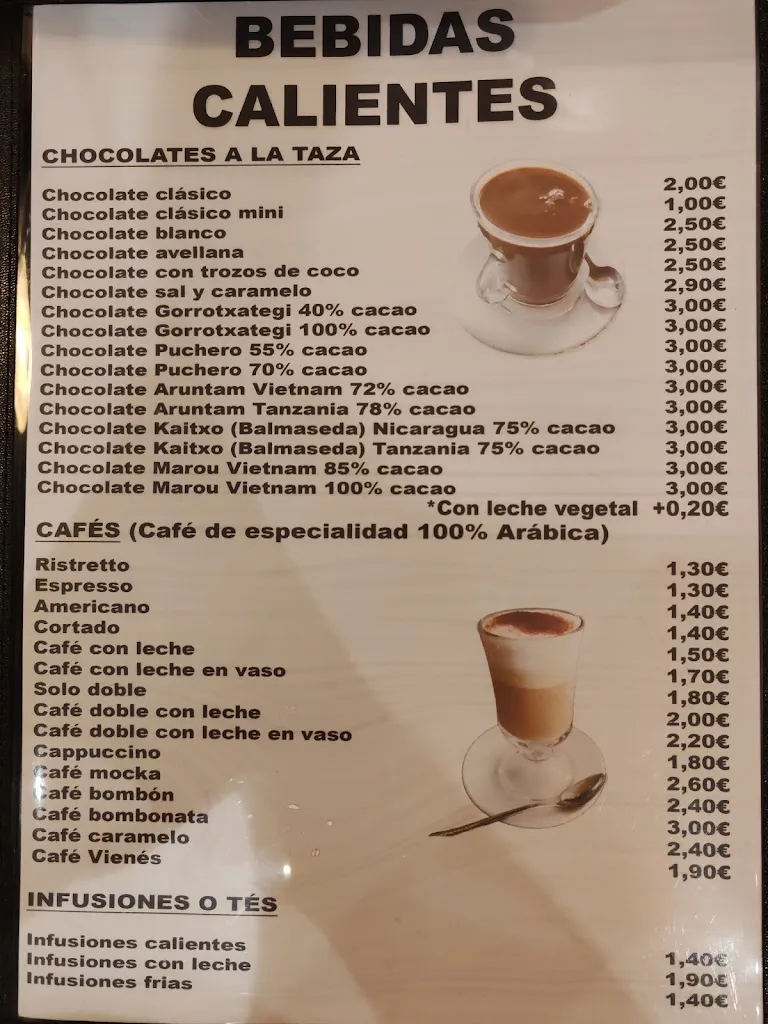 BEBIDAS
CALIENTES
CHOCOLATES A LA TAZA
Chocolate clásico 2,00€
Chocolate clásico mini 1,00€
Chocolate blanco 2,50€
Chocolate avellana 2,50€
Chocolate con trozos de coco 2,50€
Chocolate sal y caramelo 2,90€
Chocolate Gorrotxategi 40% cacao 3,00€
Chocolate Gorrotxategi 100% cacao 3,00€
Chocolate Puchero 55% cacao 3,00€
Chocolate Puchero 70% cacao 3,00€
Chocolate Aruntam Vietnam 72% cacao 3,00€
Chocolate Aruntam Tanzania 78% cacao 3,00€
Chocolate Kaitxo (Balmaseda) Nicaragua 75% cacao 3,00€
Chocolate Kaitxo (Balmaseda) Tanzania 75% cacao 3,00€
Chocolate Marou Vietnam 85% cacao 3,00€
Chocolate Marou Vietnam 100% cacao 3,00€
*Con leche vegetal +0,20€
CAFÉS (Café de especialidad 100% Arábica)
Ristretto 1,30€
Espresso 1,30€
Americano 1,40€
Cortado 1,40€
Café con leche 1,50€
Café con leche en vaso 1,70€
Solo doble 1,80€
Café doble con leche 2,00€
Café doble con leche en vaso 2,20€
Cappuccino 1,80€
Café mocka 2,60€
Café bombón 2,40€
Café bombonata 3,00€
Café caramelo 2,40€
Café Vienés 1,90€
INFUSIONES O TÉS
Infusiones calientes 1,40€
Infusiones con leche 1,90€
Infusiones frias 1,40€